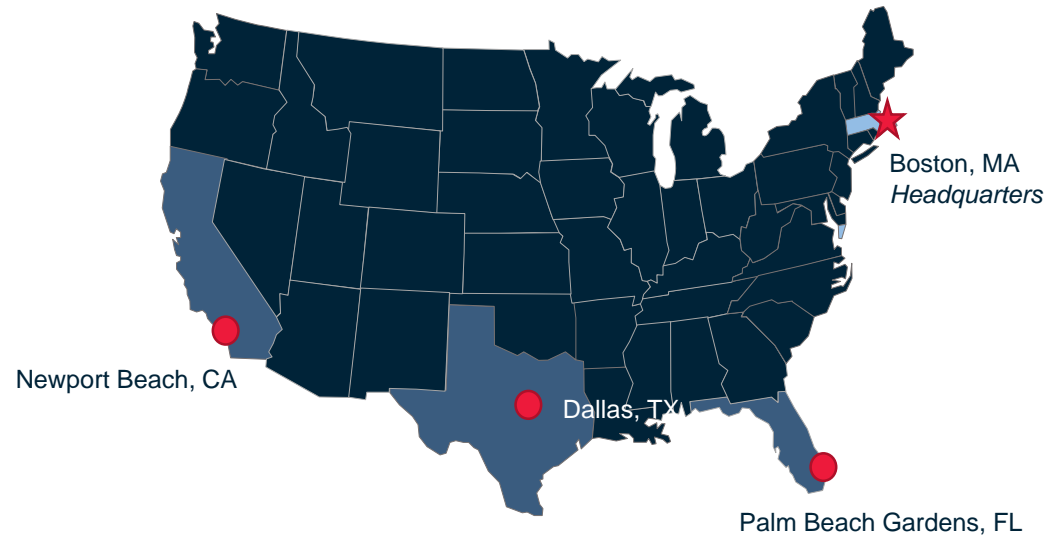 Boston, MA
Headquarters
Newport Beach, CA
Dallas, TX
Palm Beach Gardens, FL